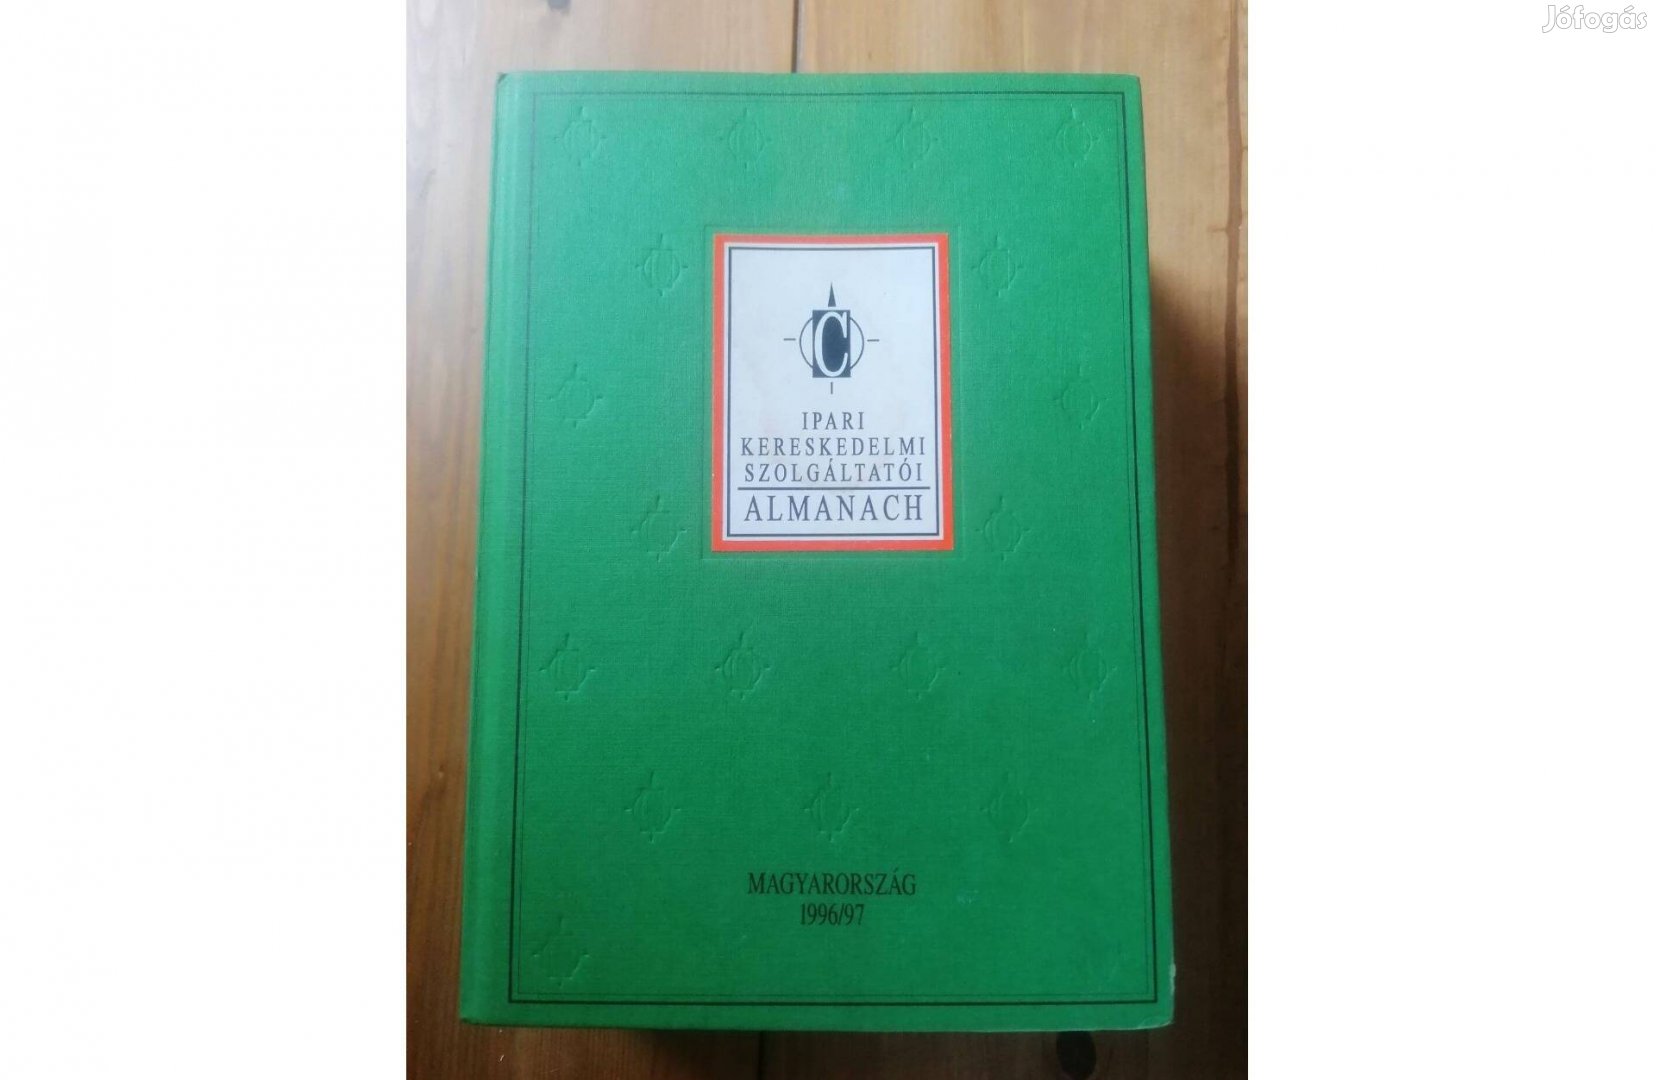 Jófogás
C
IPARI
KERESKEDELMI
SZOLGÁLTATÓI
ALMANACH
MAGYARORSZÁG
1996/97